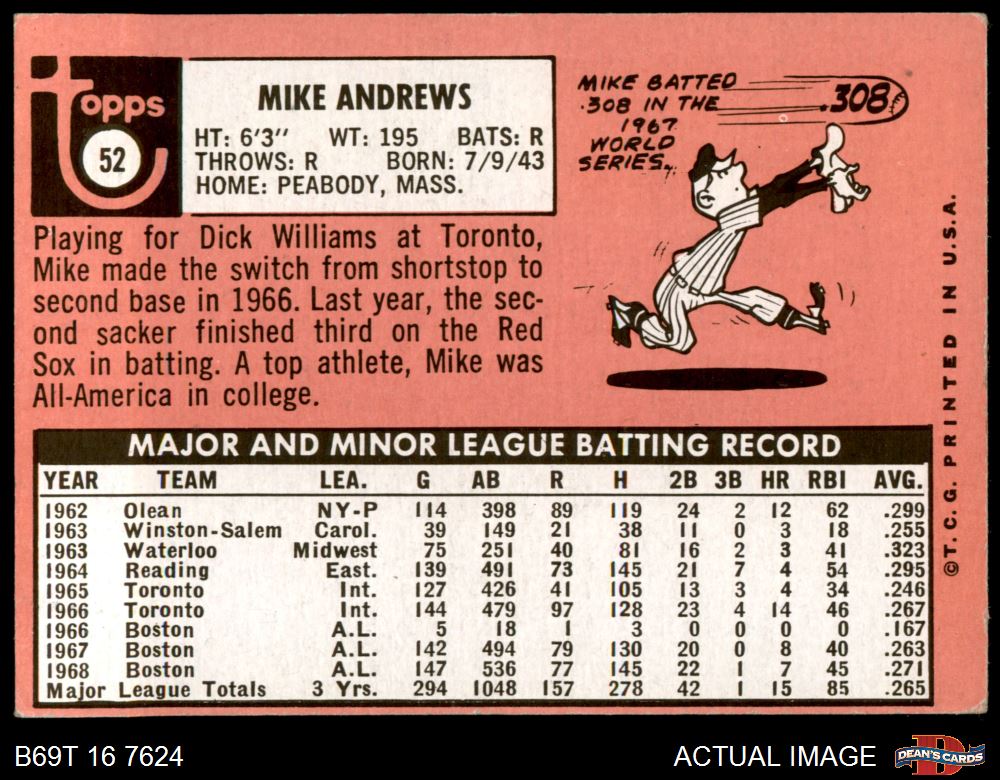 topps
52
MIKE ANDREWS
HT: 6'3" WT: 195 BATS: R
THROWS: R BORN: 7/9/43
HOME: PEABODY, MASS.
MIKE BATTED
.308 IN THE
1967
WORLD
SERIES.
.308
Playing for Dick Williams at Toronto,
Mike made the switch from shortstop to
second base in 1966. Last year, the sec-
ond sacker finished third on the Red
Sox in batting. A top athlete, Mike was
All-America in college.
MAJOR AND MINOR LEAGUE BATTING RECORD
YEAR TEAM LEA. G AB R H 2B 3B HR RBI AVG.
1962 Olean NY-P 114 398 89 119 24 2 12 62 .299
1963 Winston-Salem Carol. 39 149 21 38 11 0 3 18 .255
1963 Waterloo Midwest 75 251 40 81 16 2 3 41 .323
1964 Reading East. 139 491 73 145 21 7 4 54 .295
1965 Toronto Int. 127 426 41 105 13 3 4 34 .246
1966 Toronto Int. 144 479 97 128 23 4 14 46 .267
1966 Boston A.L. 5 18 1 3 0 0 0 0 .167
1967 Boston A.L. 142 494 79 130 20 0 8 40 .263
1968 Boston A.L. 147 536 77 145 22 1 7 45 .271
Major League Totals 3 Yrs. 294 1048 157 278 42 1 15 85 .265
©T.C.G. PRINTED IN U.S.A.
B69T 16 7624
ACTUAL IMAGE
D
DEAN'S CARDS